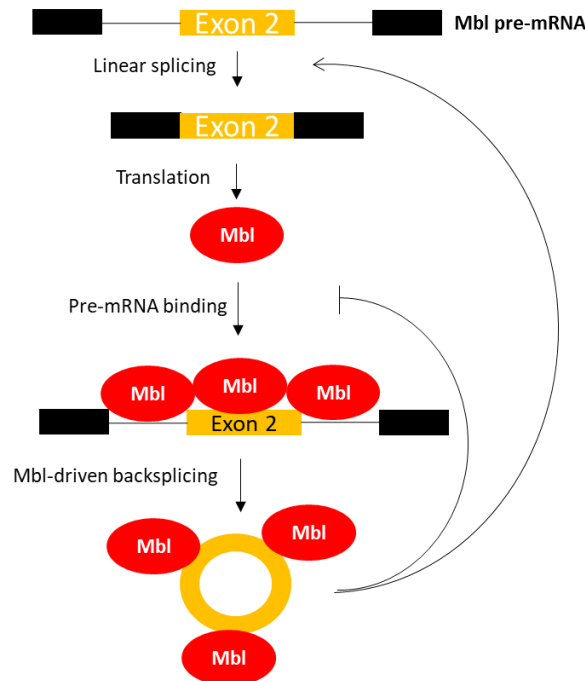 Exon 2 Mbl pre-mRNA
Linear splicing
Exon 2
Translation
Mbl
Pre-mRNA binding
Mbl Mbl Mbl
Exon 2
Mbl-driven backsplicing
Mbl Mbl
Mbl